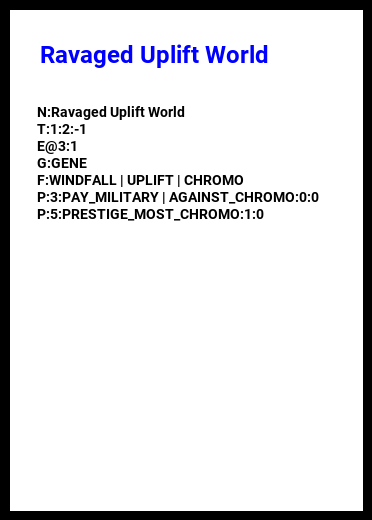 Ravaged Uplift World
N:Ravaged Uplift World
T:1:2:-1
E@3:1
G:GENE
F:WINDFALL | UPLIFT | CHROMO
P:3:PAY_MILITARY | AGAINST_CHROMO:0:0
P:5:PRESTIGE_MOST_CHROMO:1:0